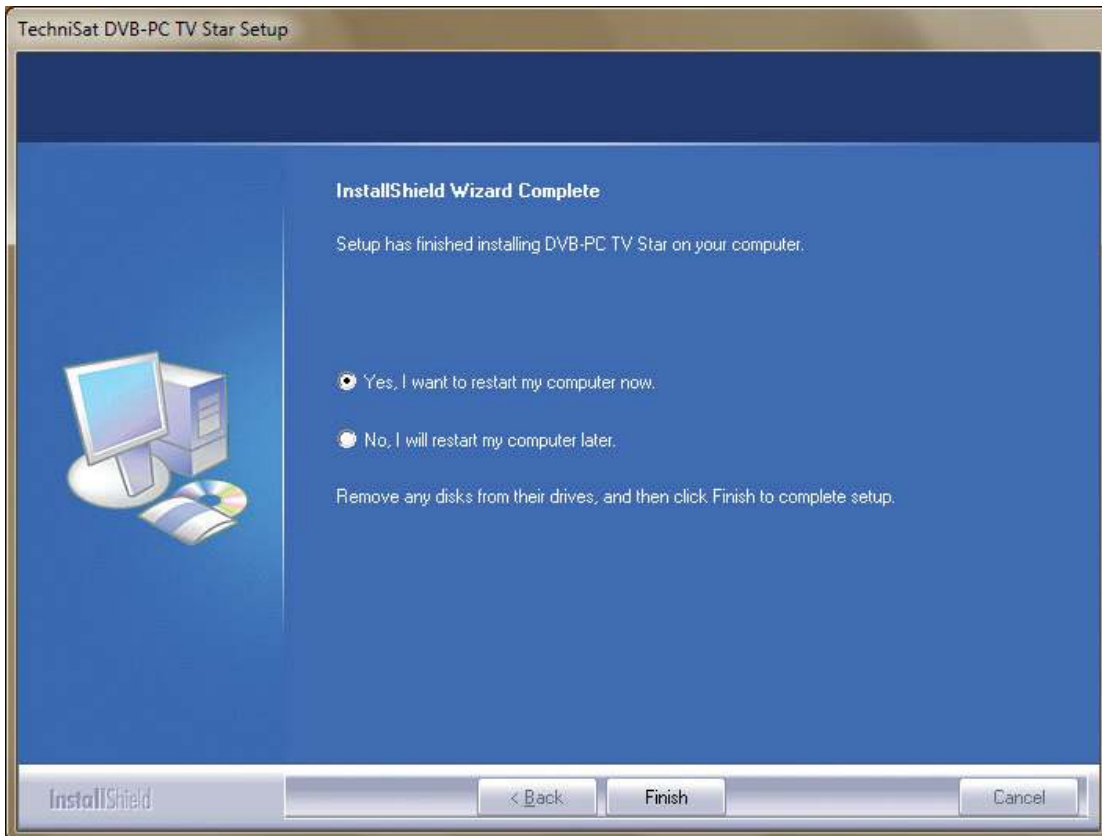 TechniSat DVB-PC TV Star Setup
InstallShield Wizard Complete
Setup has finished installing DVB-PC TV Star on your computer.
Yes, I want to restart my computer now.
No, I will restart my computer later.
Remove any disks from their drives, and then click Finish to complete setup.
InstallShield
< Back
Finish
Cancel